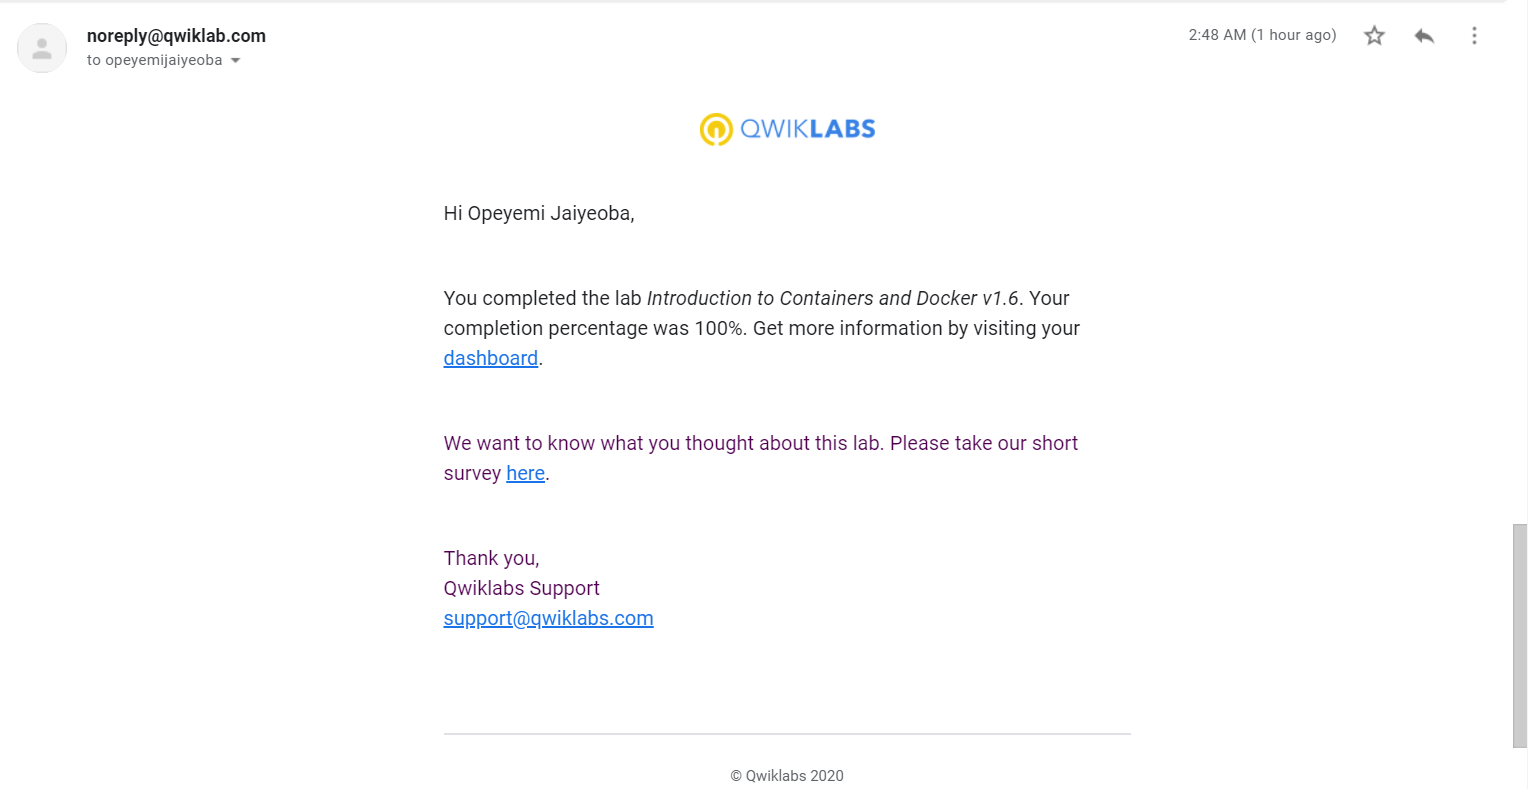 noreply@qwiklab.com
2:48 AM (1 hour ago)
to opeyemijaiyeoba
QWIKLABS
Hi Opeyemi Jaiyeoba,
You completed the lab Introduction to Containers and Docker v1.6. Your
completion percentage was 100%. Get more information by visiting your
dashboard.
We want to know what you thought about this lab. Please take our short
survey here.
Thank you,
Qwiklabs Support
support@qwiklabs.com
© Qwiklabs 2020